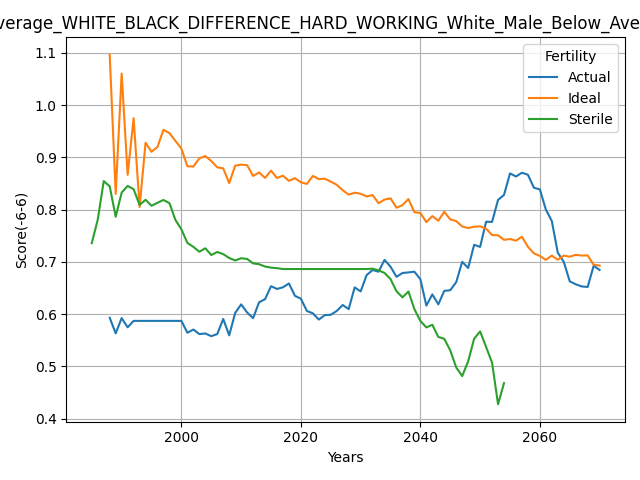 verage_WHITE_BLACK_DIFFERENCE_HARD_WORKING_White_Male_Below_Ave
Fertility
Actual
Ideal
Sterile
Score(-6-6)
1.1
1.0
0.9
0.8
0.7
0.6
0.5
0.4
2000
2020
2040
2060
Years